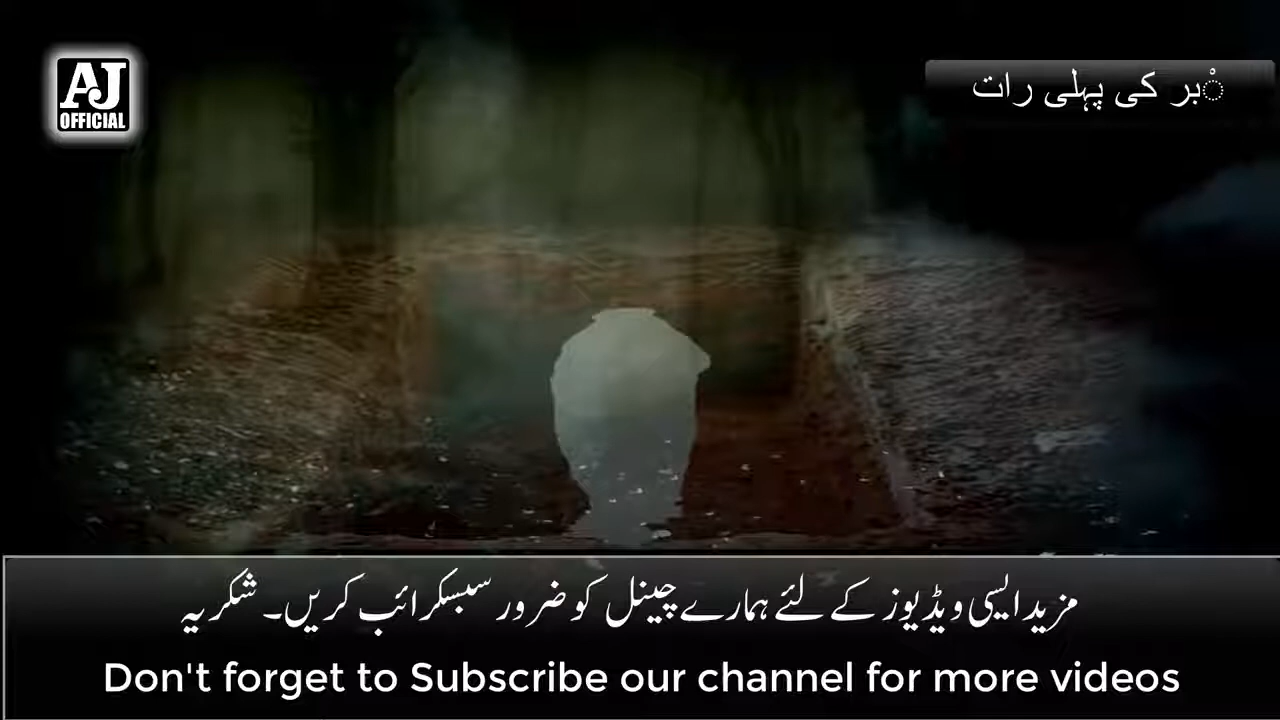 AJ
OFFICIAL
ْبر کی پہلی رات
مزید ایسی ویڈیوز کے لئے ہمارے چینل کو ضرور سبسکرائب کریں۔ شکریہ
Don't forget to Subscribe our channel for more videos